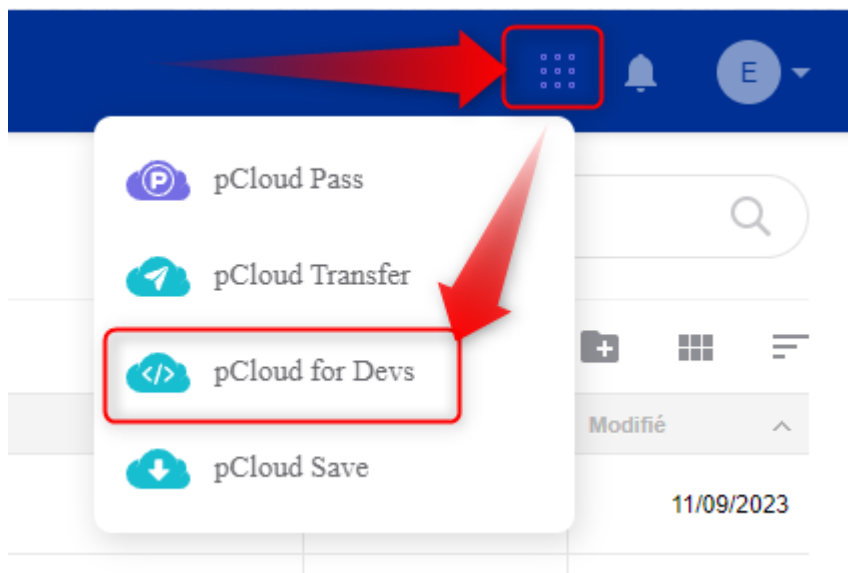 E
pCloud Pass
pCloud Transfer
pCloud for Devs
pCloud Save
Modifié
11/09/2023